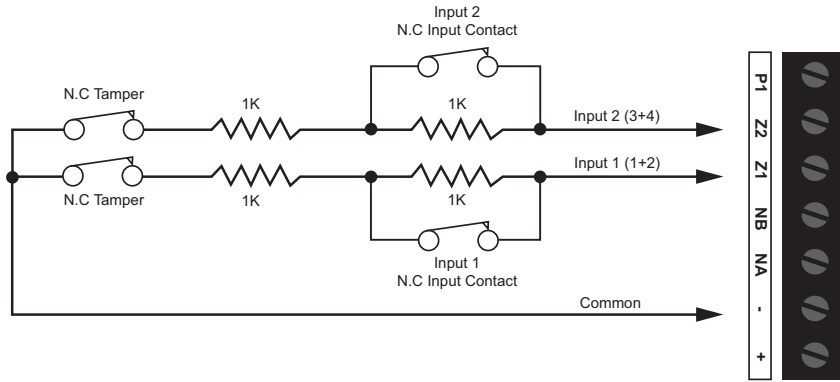 Input 2
N.C Input Contact
N.C Tamper
1K
1K
Input 2 (3+4)
Input 1 (1+2)
N.C Tamper
1K
1K
Input 1
N.C Input Contact
Common
P1
Z2
Z1
NB
NA
-
+